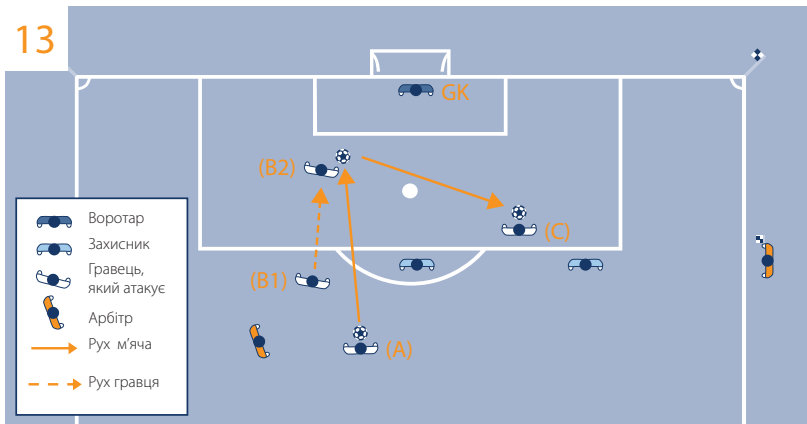 13
GK
(B2)
(C)
(B1)
(A)
Воротар
Захисник
Гравець,
який атакує
Арбітр
Рух м’яча
Рух гравця